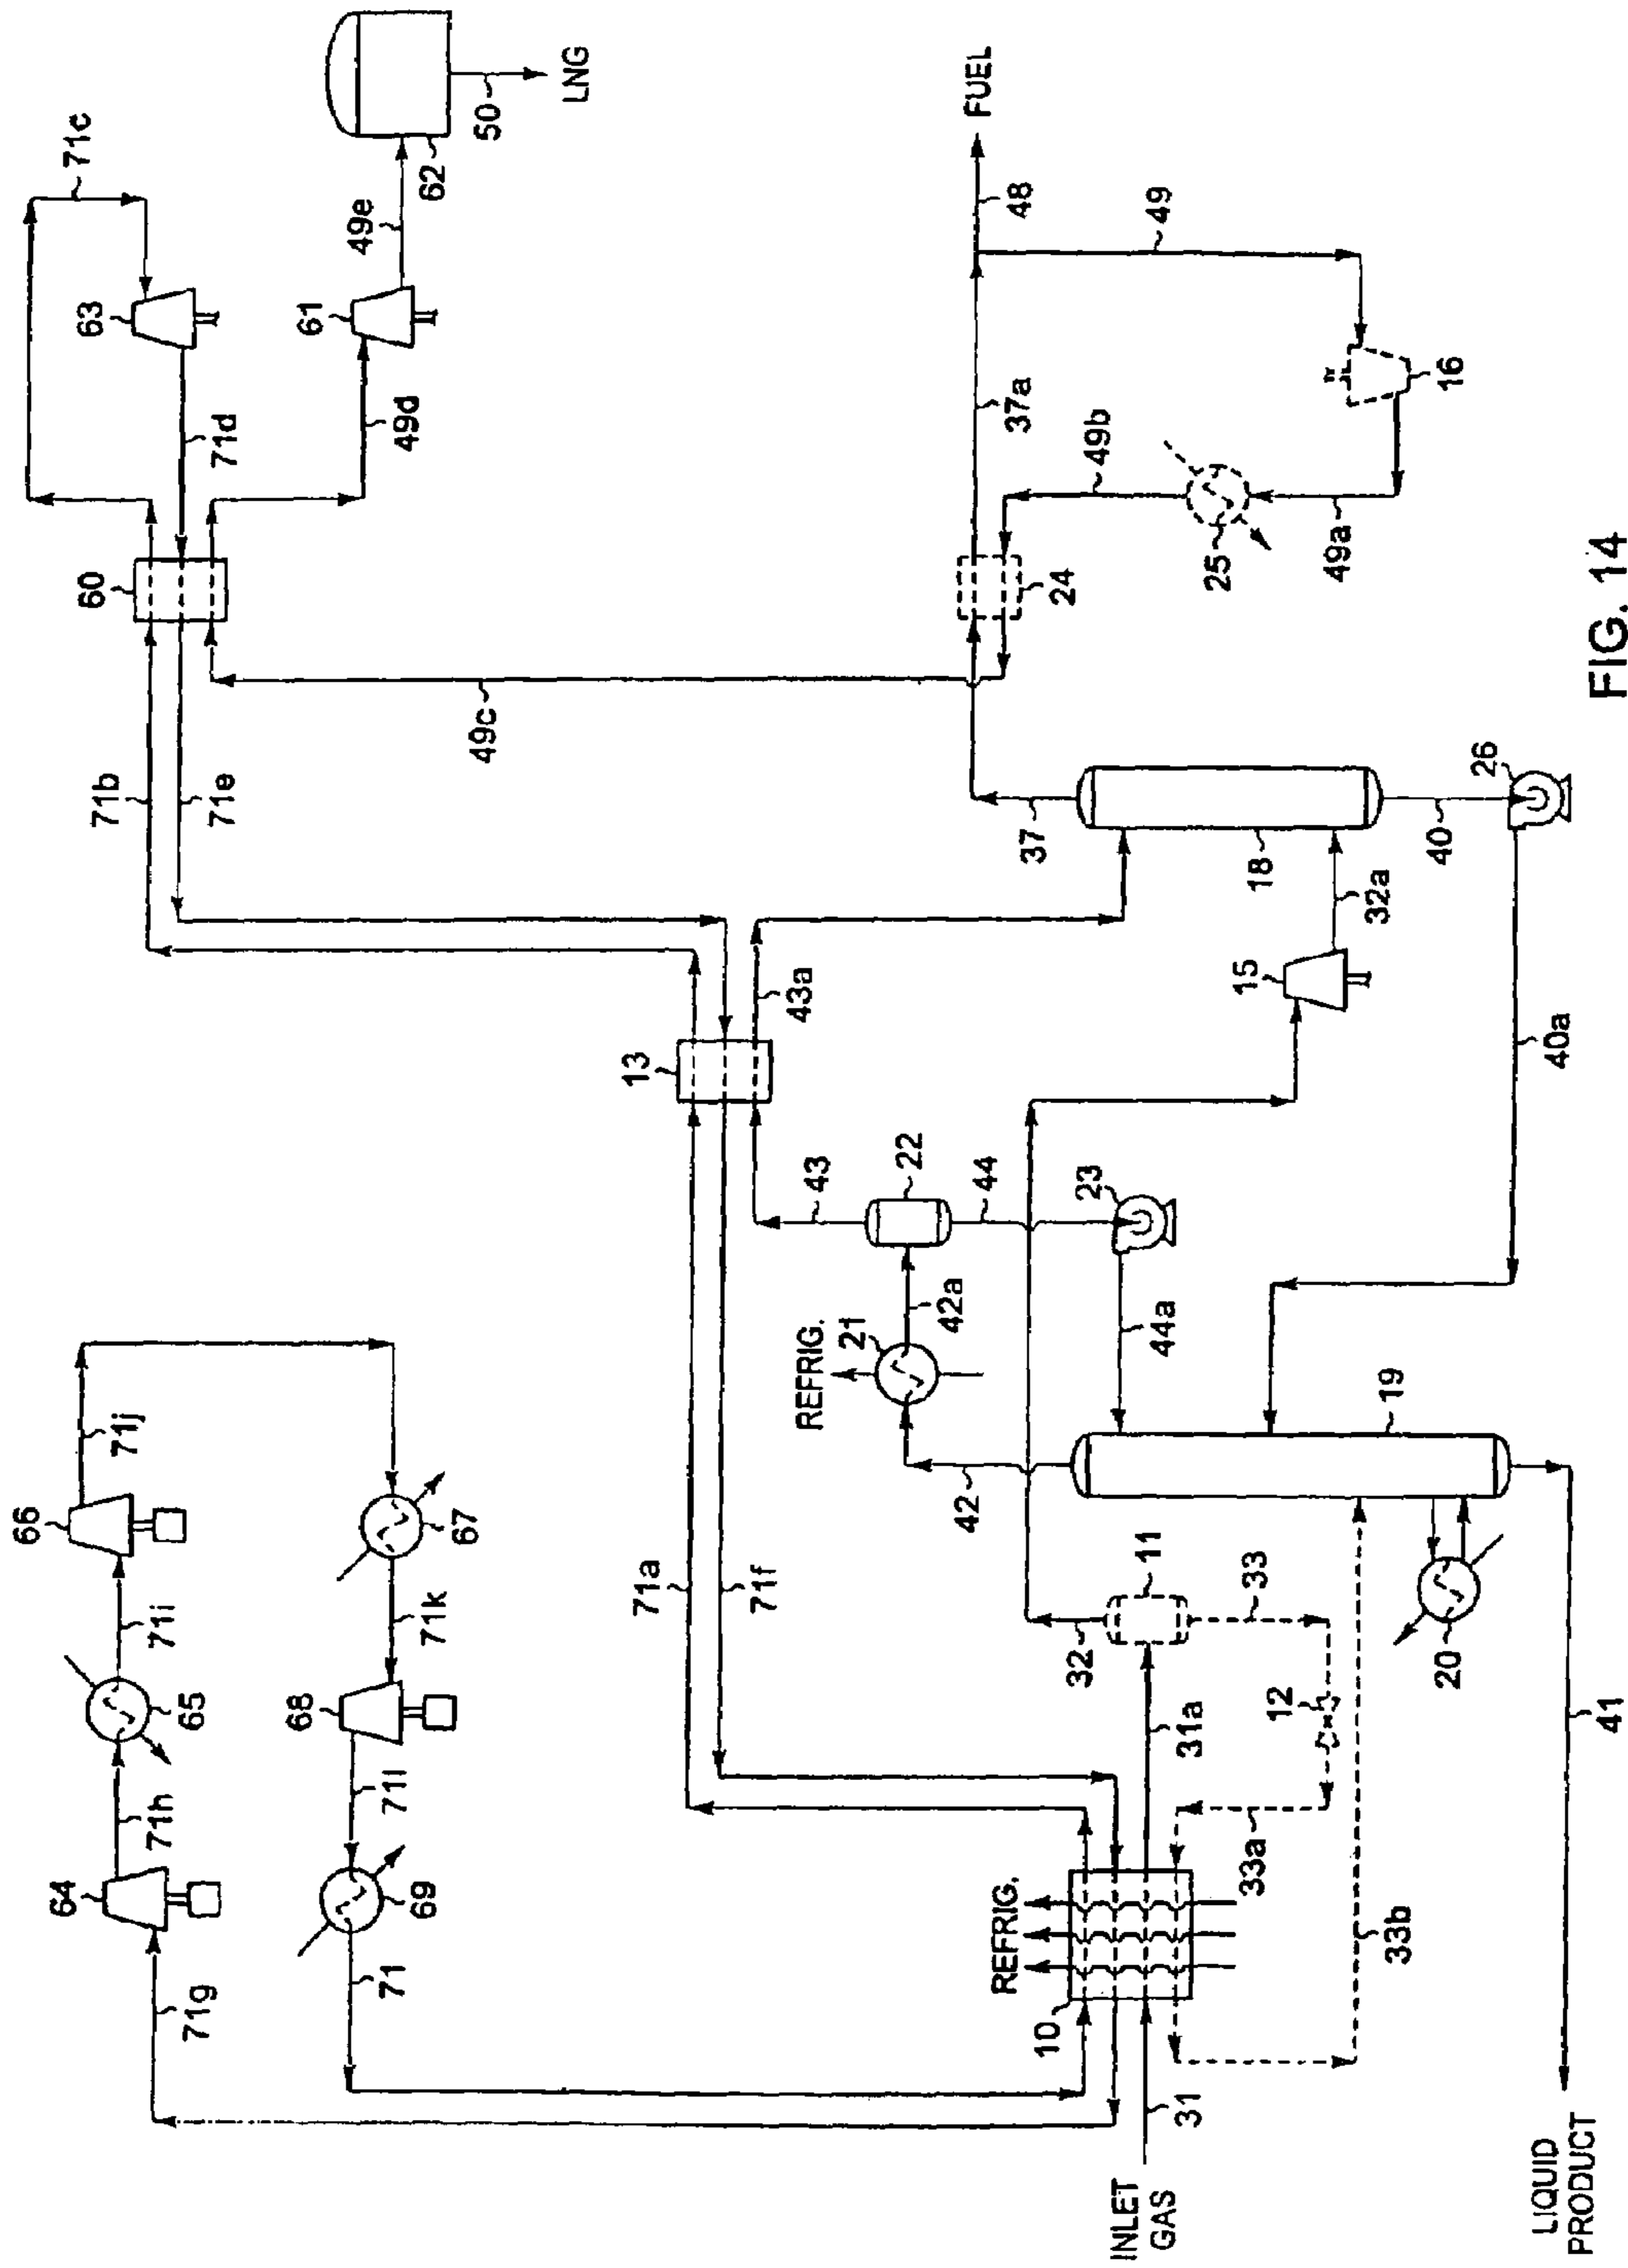 71g
64
71h
65
71i
66
71j
67
71k
68
71l
69
71
71a
71f
71b
71e
60
71d
63
71c
49d
61
49e
62
50
LNG
49c
13
43a
REFRIG.
21
42a
22
43
44
23
44a
42
19
20
41
REFRIG.
10
INLET
GAS
31
31a
32
11
33
12
33a
33b
15
32a
18
37
40
26
40a
24
37a
48
FUEL
49
16
49a
25
49b
LIQUID
PRODUCT
FIG. 14